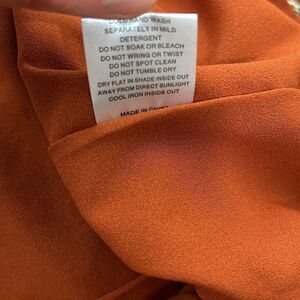 COLD HAND WASH
SEPARATELY IN MILD
DETERGENT
DO NOT SOAK OR BLEACH
DO NOT WRING OR TWIST
DO NOT SPOT CLEAN
DO NOT TUMBLE DRY
DRY FLAT IN SHADE INSIDE OUT
AWAY FROM DIRECT SUNLIGHT
COOL IRON INSIDE OUT
MADE IN CHINA